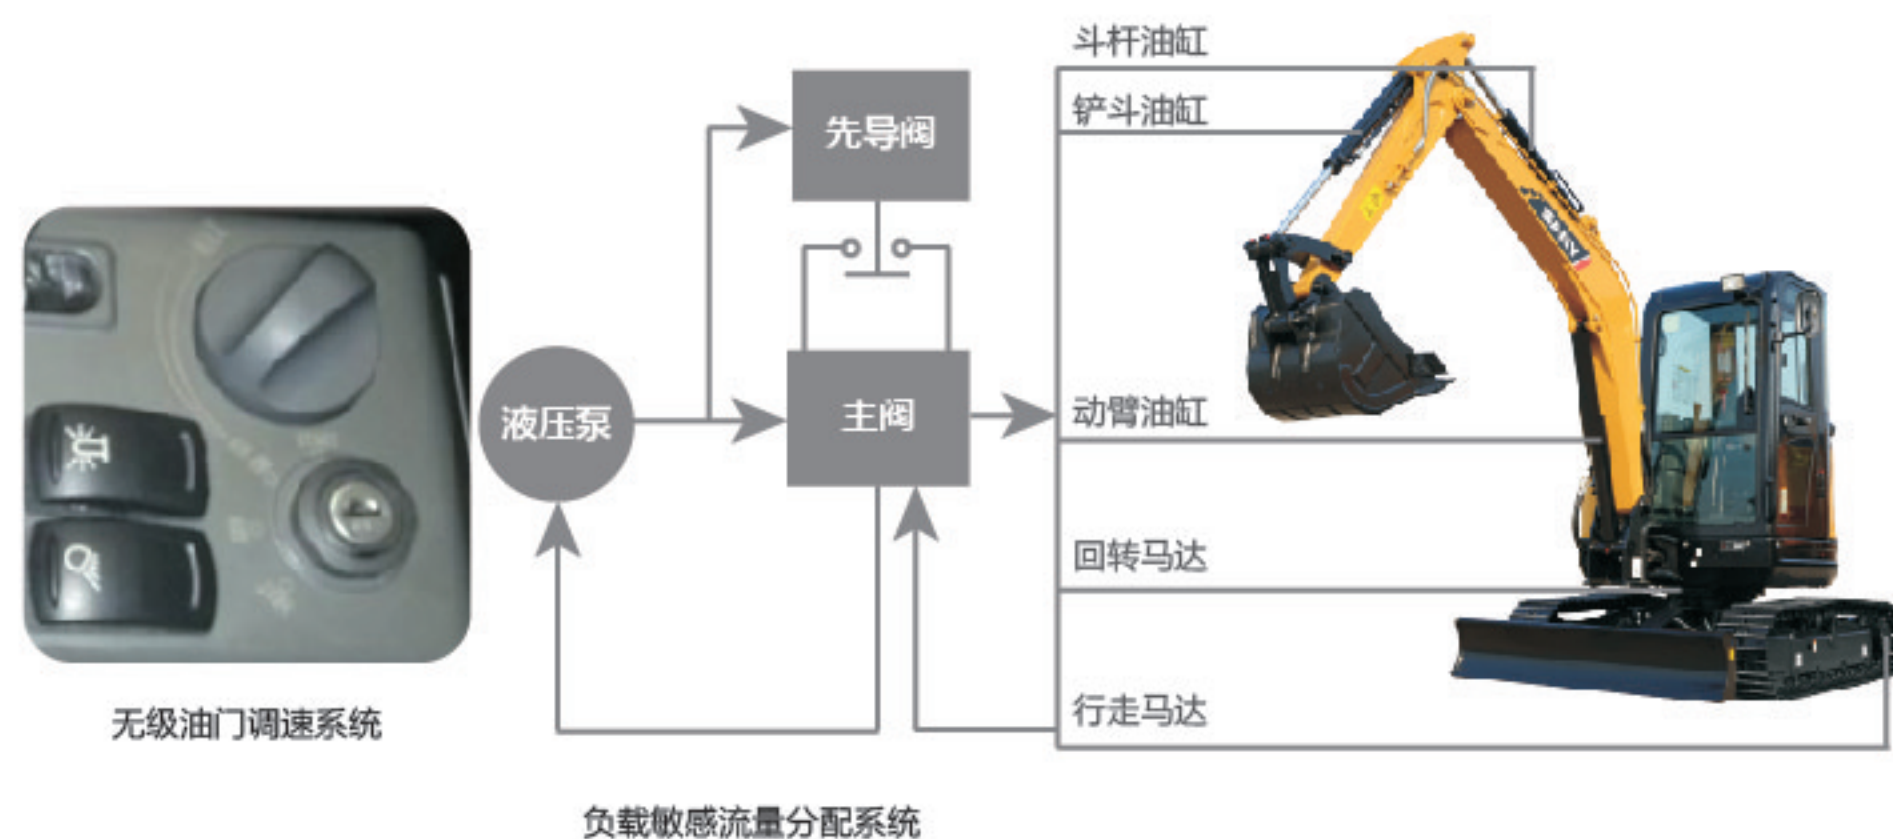 斗杆油缸
铲斗油缸
先导阀
液压泵
主阀
动臂油缸
回转马达
行走马达
无级油门调速系统
负载敏感流量分配系统
SANY